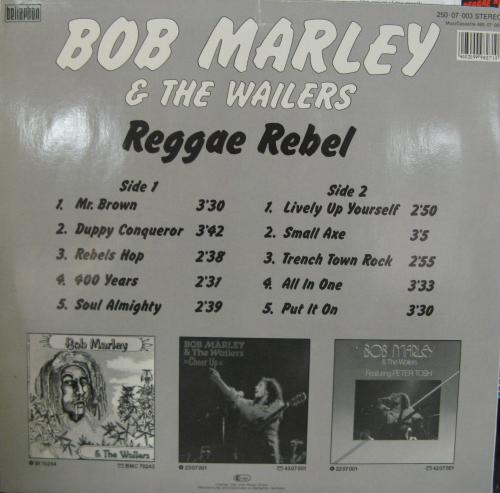 bellaphon
250·07·003 STEREO
BOB MARLEY
& THE WAILERS
Reggae Rebel
Side 1
1. Mr. Brown 3'30
2. Duppy Conqueror 3'42
3. Rebels Hop 2'38
4. 400 Years 2'31
5. Soul Almighty 2'39
Side 2
1. Lively Up Yourself 2'50
2. Small Axe 3'5
3. Trench Town Rock 2'55
4. All In One 3'33
5. Put It On 3'30
Bob Marley
& The Wailers
BOB MARLEY
& The Wailers
»Cheer Up«
BOB MARLEY
& The Wailers
Featuring PETER TOSH